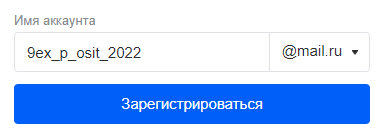 Имя аккаунта
9ex_p_osit_2022 @mail.ru
Зарегистрироваться